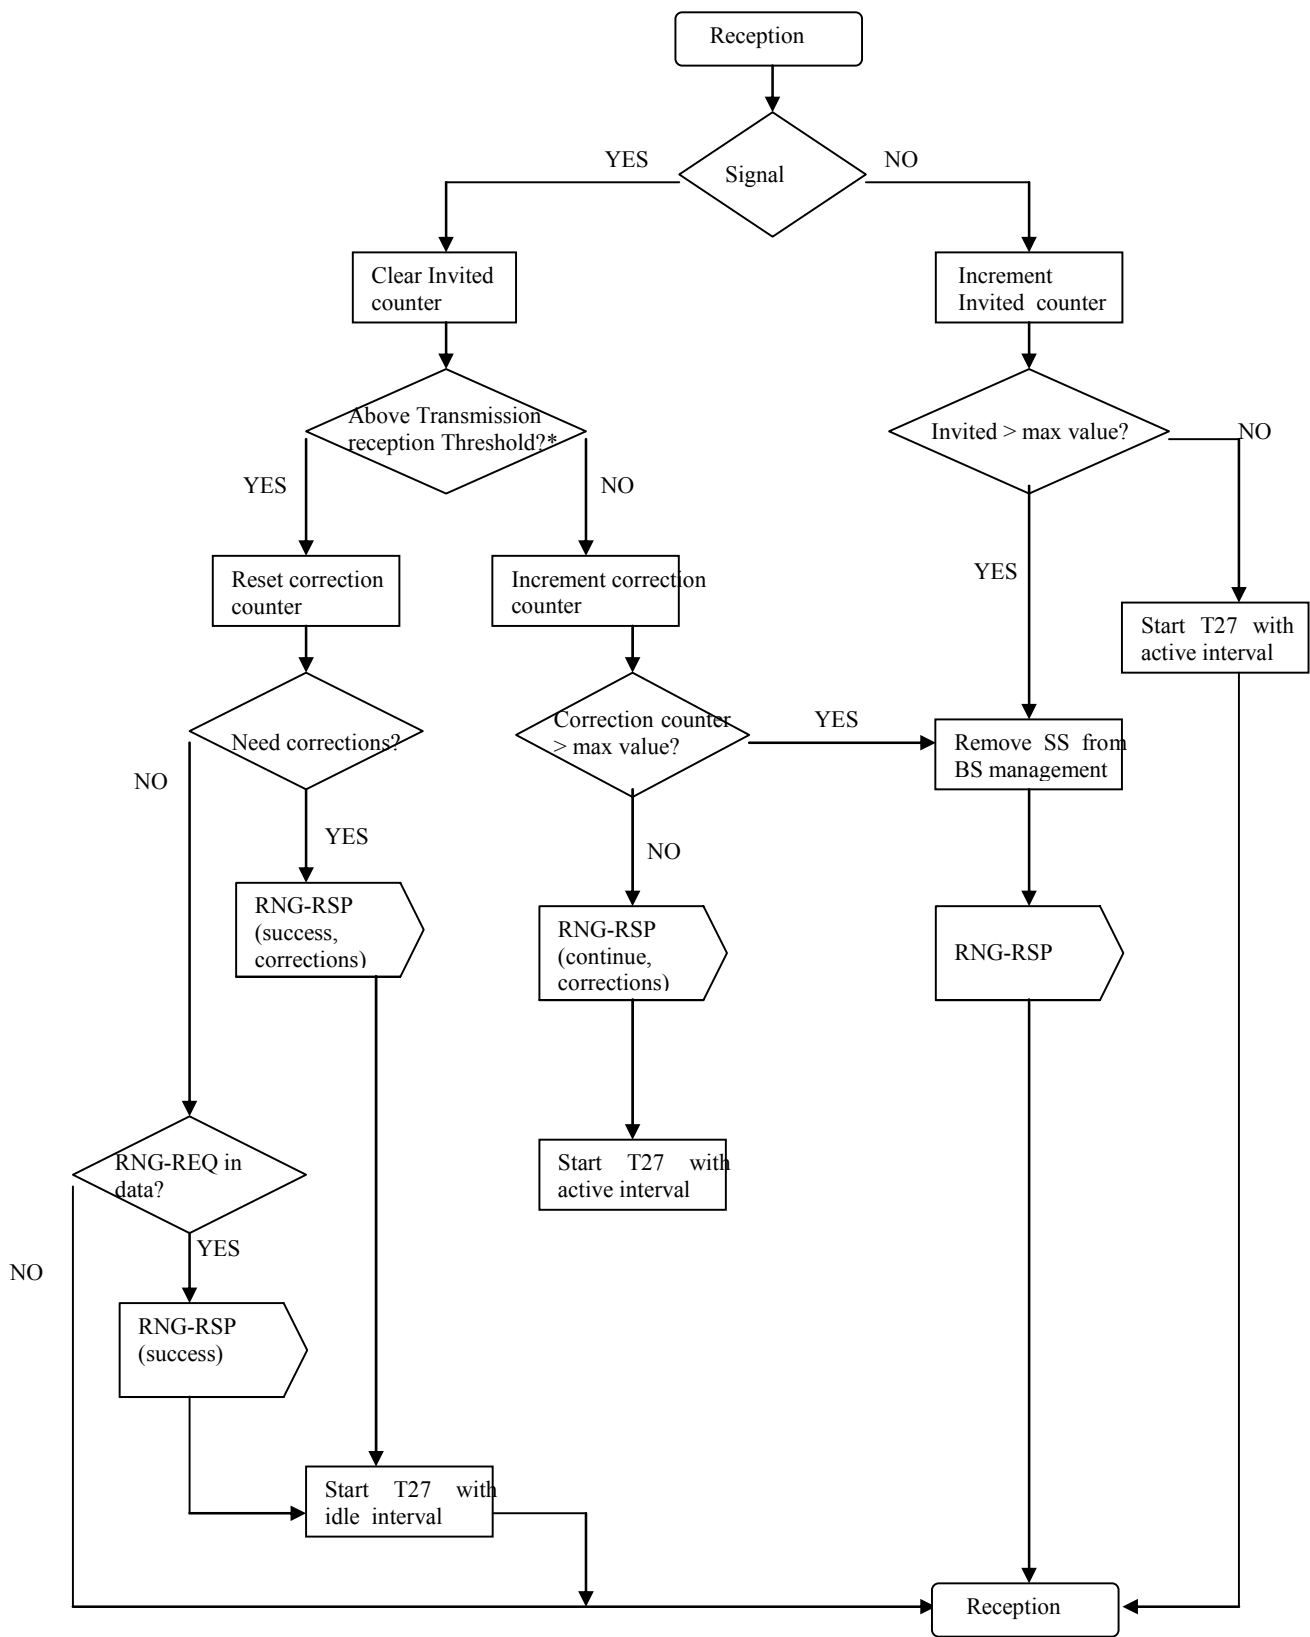 Reception
YES
NO
Signal
Clear Invited
counter
Increment
Invited counter
Above Transmission
reception Threshold?*
Invited > max value?
NO
YES
NO
Reset correction
counter
Increment correction
counter
YES
Start T27 with
active interval
Need corrections?
Correction counter
> max value?
YES
Remove SS from
BS management
NO
YES
NO
RNG-RSP
(success,
corrections)
RNG-RSP
(continue,
corrections)
RNG-RSP
RNG-REQ in
data?
Start T27 with
active interval
YES
NO
RNG-RSP
(success)
Start T27 with
idle interval
Reception